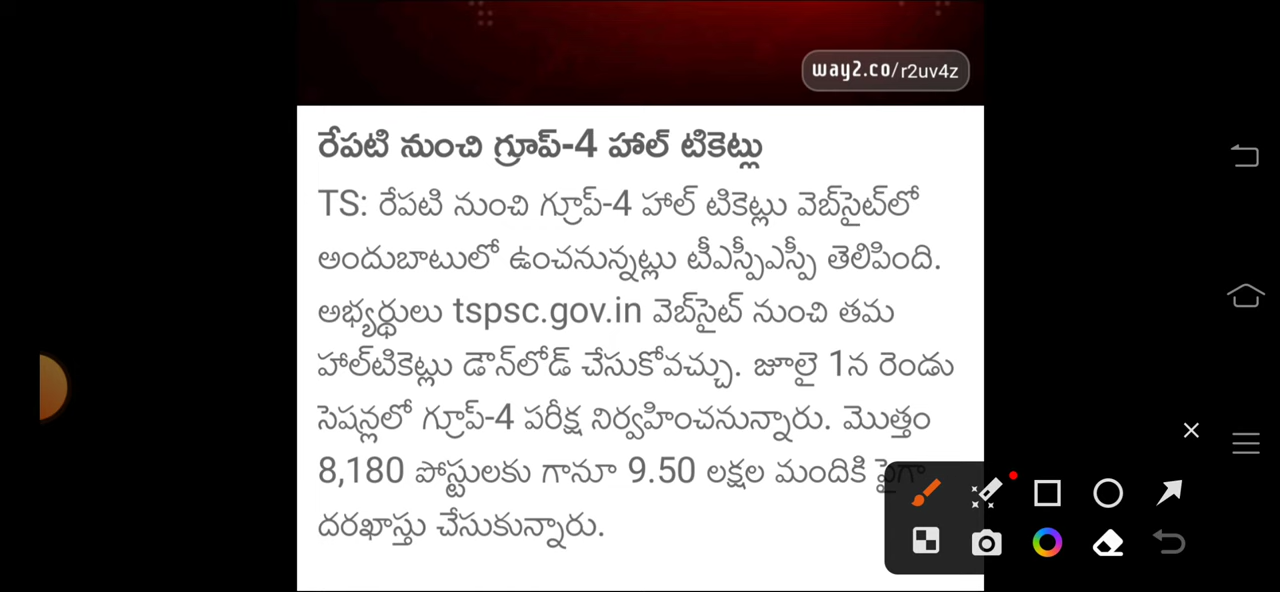 way2.co/r2uv4z
రేపటి నుంచి గ్రూప్-4 హాల్ టికెట్లు
TS: రేపటి నుంచి గ్రూప్-4 హాల్ టికెట్లు వెబ్‌సైట్‌లో
అందుబాటులో ఉంచనున్నట్లు టీఎస్పీఎస్సీ తెలిపింది.
అభ్యర్థులు tspsc.gov.in వెబ్‌సైట్ నుంచి తమ
హాల్‌టికెట్లు డౌన్‌లోడ్ చేసుకోవచ్చు. జూలై 1న రెండు
సెషన్లలో గ్రూప్-4 పరీక్ష నిర్వహించనున్నారు. మొత్తం
8,180 పోస్టులకు గానూ 9.50 లక్షల మందికి పైగా
దరఖాస్తు చేసుకున్నారు.